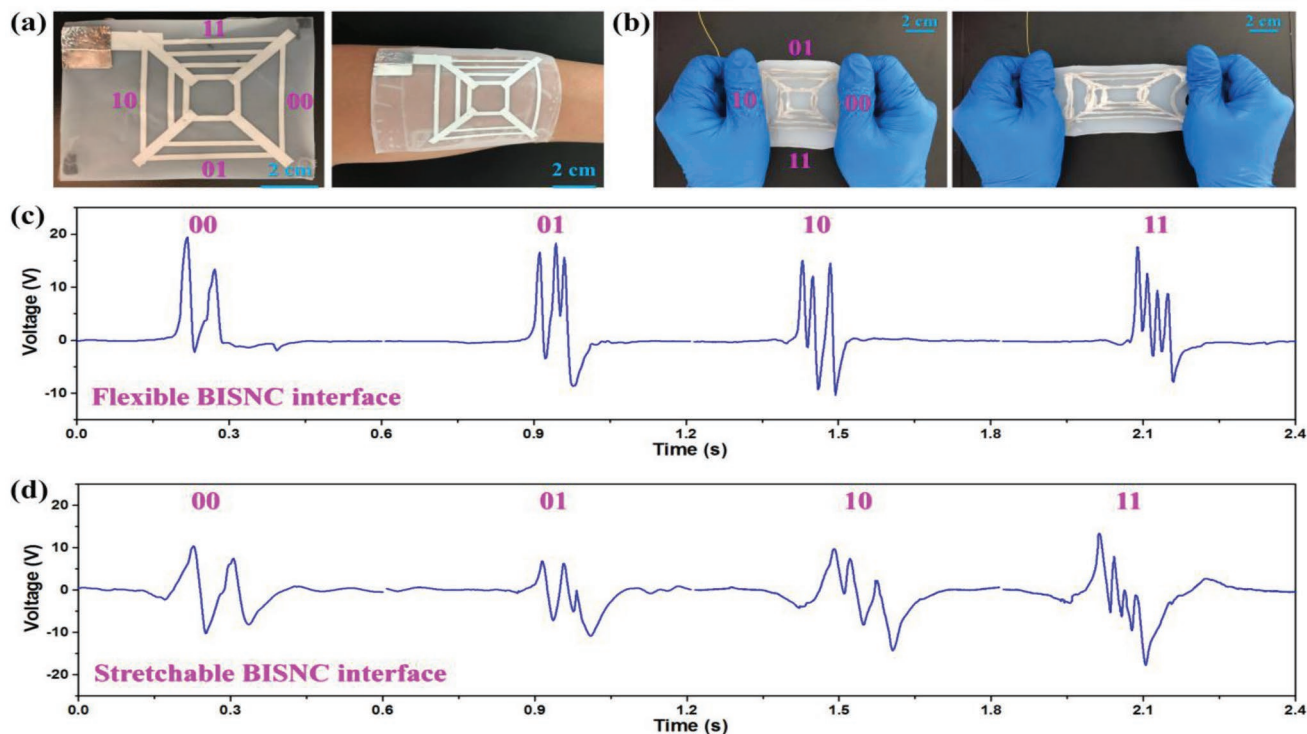 (a)
11
10
00
01
2 cm
2 cm
(b)
2 cm
01
10
00
11
2 cm
(c)
00
01
10
11
Voltage (V)
20
10
0
-10
Flexible BISNC interface
0.0 0.3 0.6 0.9 1.2 1.5 1.8 2.1 2.4
Time (s)
(d)
00
01
10
11
Voltage (V)
20
10
0
-10
-20
Stretchable BISNC interface
0.0 0.3 0.6 0.9 1.2 1.5 1.8 2.1 2.4
Time (s)